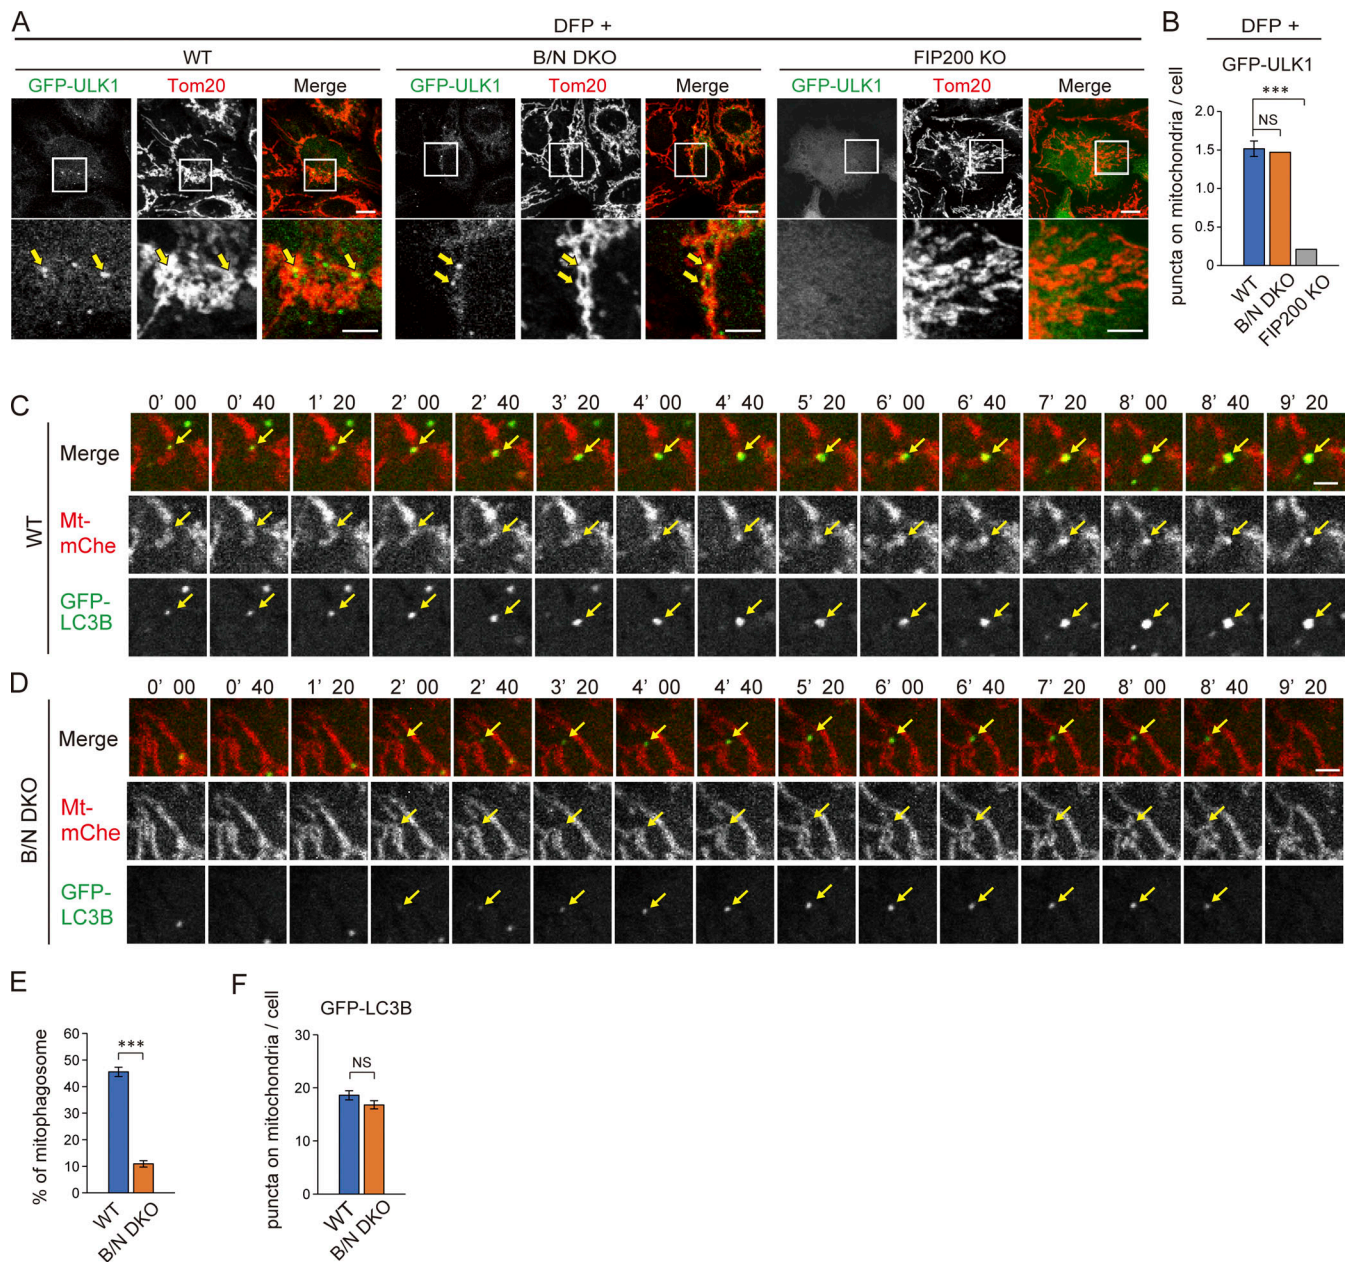 A
DFP +
WT
B/N DKO
FIP200 KO
GFP-ULK1
Tom20
Merge
GFP-ULK1
Tom20
Merge
GFP-ULK1
Tom20
Merge
B
DFP +
GFP-ULK1
***
NS
2.0
1.5
1.0
0.5
0
puncta on mitochondria / cell
WT
B/N DKO
FIP200 KO
C
0' 00
0' 40
1' 20
2' 00
2' 40
3' 20
4' 00
4' 40
5' 20
6' 00
6' 40
7' 20
8' 00
8' 40
9' 20
WT
Merge
Mt-
mChe
GFP-
LC3B
D
0' 00
0' 40
1' 20
2' 00
2' 40
3' 20
4' 00
4' 40
5' 20
6' 00
6' 40
7' 20
8' 00
8' 40
9' 20
B/N DKO
Merge
Mt-
mChe
GFP-
LC3B
E
% of mitophagosome
60
50
40
30
20
10
0
***
WT
B/N DKO
F
GFP-LC3B
puncta on mitochondria / cell
30
20
10
0
NS
WT
B/N DKO